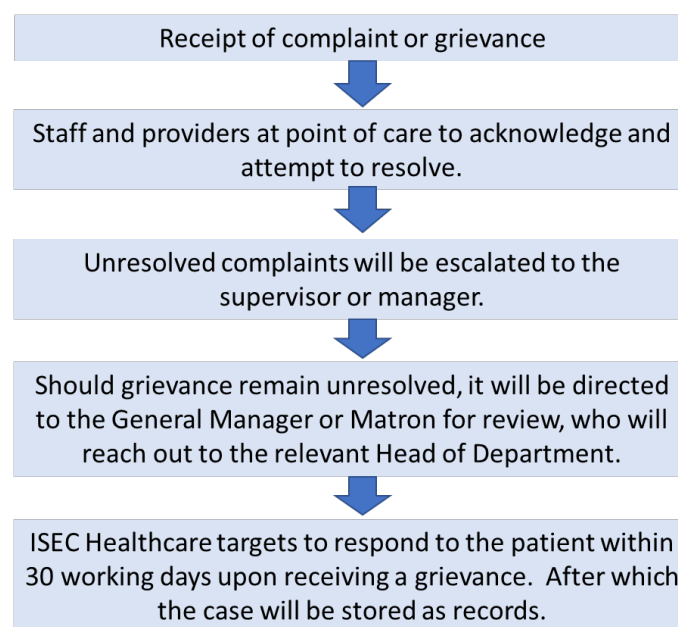 Receipt of complaint or grievance
Staff and providers at point of care to acknowledge and
attempt to resolve.
Unresolved complaints will be escalated to the
supervisor or manager.
Should grievance remain unresolved, it will be directed
to the General Manager or Matron for review, who will
reach out to the relevant Head of Department.
ISEC Healthcare targets to respond to the patient within
30 working days upon receiving a grievance.  After which
the case will be stored as records.